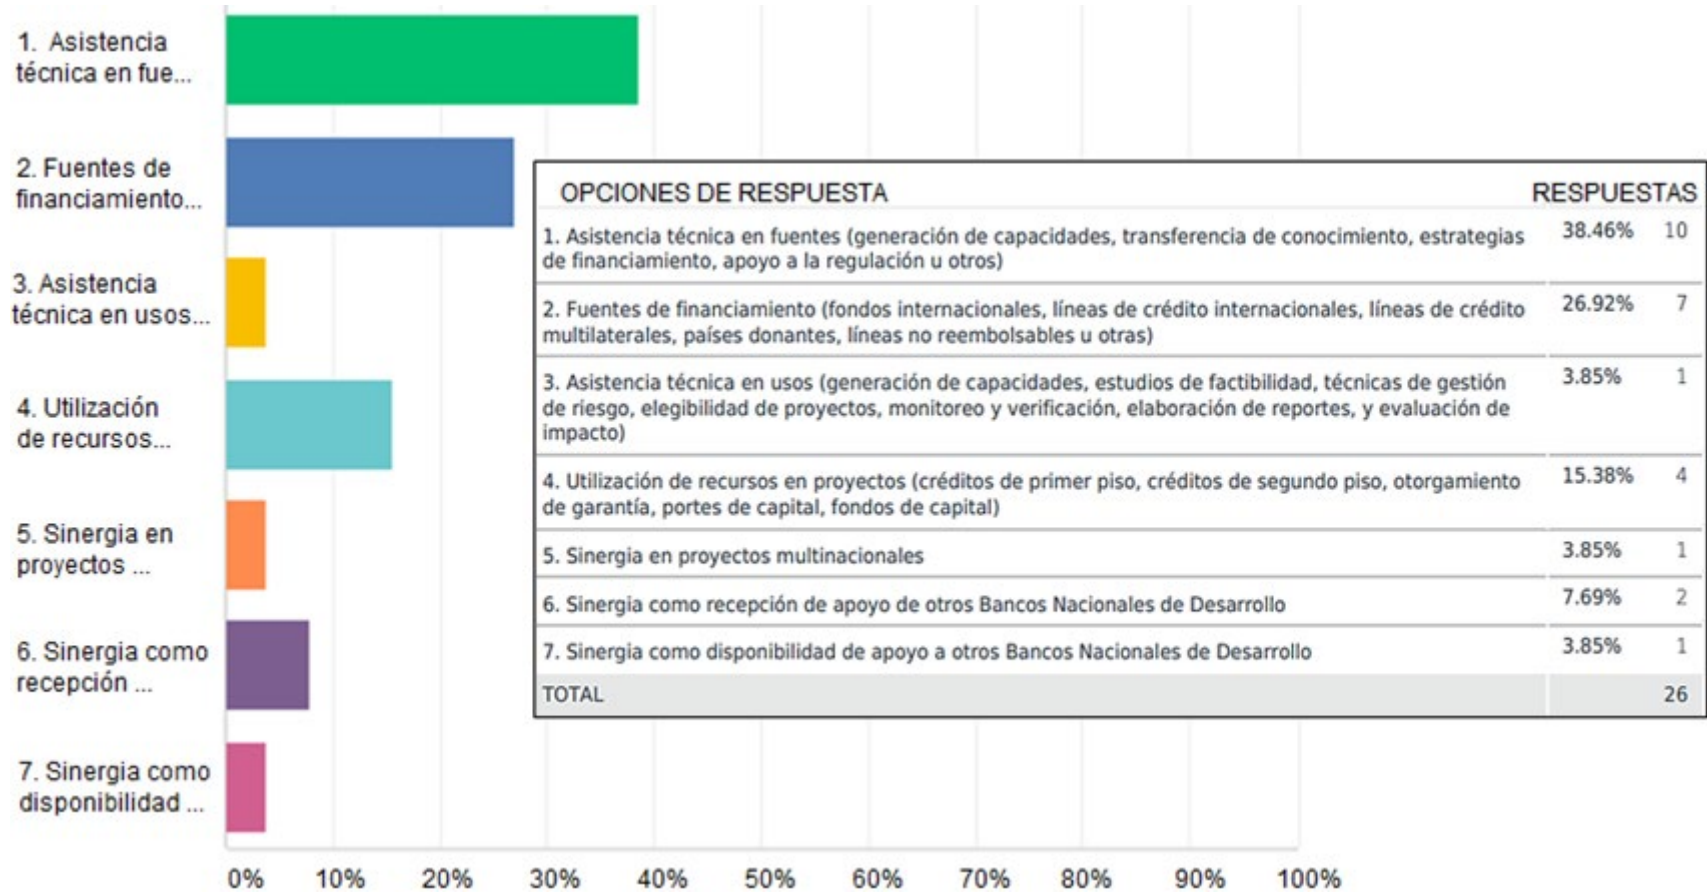 1. Asistencia
técnica en fue...
2. Fuentes de
financiamiento...
3. Asistencia
técnica en usos...
4. Utilización
de recursos...
5. Sinergia en
proyectos ...
6. Sinergia como
recepción ...
7. Sinergia como
disponibilidad ...
0% 10% 20% 30% 40% 50% 60% 70% 80% 90% 100%
OPCIONES DE RESPUESTA RESPUESTAS
1. Asistencia técnica en fuentes (generación de capacidades, transferencia de conocimiento, estrategias 38.46% 10
de financiamiento, apoyo a la regulación u otros)
2. Fuentes de financiamiento (fondos internacionales, líneas de crédito internacionales, líneas de crédito 26.92% 7
multilaterales, países donantes, líneas no reembolsables u otras)
3. Asistencia técnica en usos (generación de capacidades, estudios de factibilidad, técnicas de gestión 3.85% 1
de riesgo, elegibilidad de proyectos, monitoreo y verificación, elaboración de reportes, y evaluación de
impacto)
4. Utilización de recursos en proyectos (créditos de primer piso, créditos de segundo piso, otorgamiento 15.38% 4
de garantía, portes de capital, fondos de capital)
5. Sinergia en proyectos multinacionales 3.85% 1
6. Sinergia como recepción de apoyo de otros Bancos Nacionales de Desarrollo 7.69% 2
7. Sinergia como disponibilidad de apoyo a otros Bancos Nacionales de Desarrollo 3.85% 1
TOTAL 26